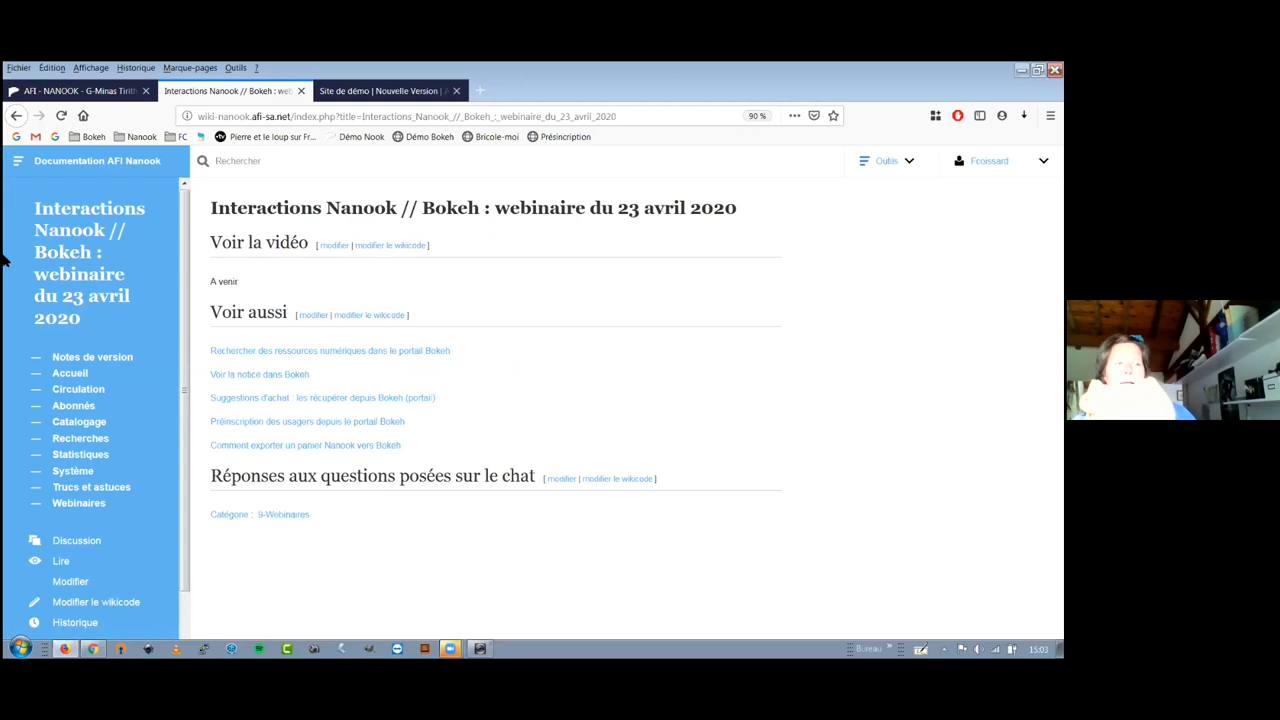 Fichier Édition Affichage Historique Marque-pages Outils ?
AFI - NANOOK - G-Minas Tirith Interactions Nanook // Bokeh : web Site de démo | Nouvelle Version |
wiki-nanook.afi-sa.net/index.php?title=Interactions_Nanook_//_Bokeh_:_webinaire_du_23_avril_2020 90 %
Bokeh Nanook FC Pierre et le loup sur Fr... Démo Nook Démo Bokeh Bricole-moi Présincription
Documentation AFI Nanook Rechercher Outils Fcoissard
Interactions
Nanook //
Bokeh :
webinaire
du 23 avril
2020
— Notes de version
— Accueil
— Circulation
— Abonnés
— Catalogage
— Recherches
— Statistiques
— Système
— Trucs et astuces
— Webinaires
Discussion
Lire
Modifier
Modifier le wikicode
Historique
Interactions Nanook // Bokeh : webinaire du 23 avril 2020
Voir la vidéo [ modifier | modifier le wikicode ]
A venir
Voir aussi [ modifier | modifier le wikicode ]
Rechercher des ressources numériques dans le portail Bokeh
Voir la notice dans Bokeh
Suggestions d'achat : les récupérer depuis Bokeh (portail)
Préinscription des usagers depuis le portail Bokeh
Comment exporter un panier Nanook vers Bokeh
Réponses aux questions posées sur le chat [ modifier | modifier le wikicode ]
Catégorie : 9-Webinaires
Bureau » 15:03